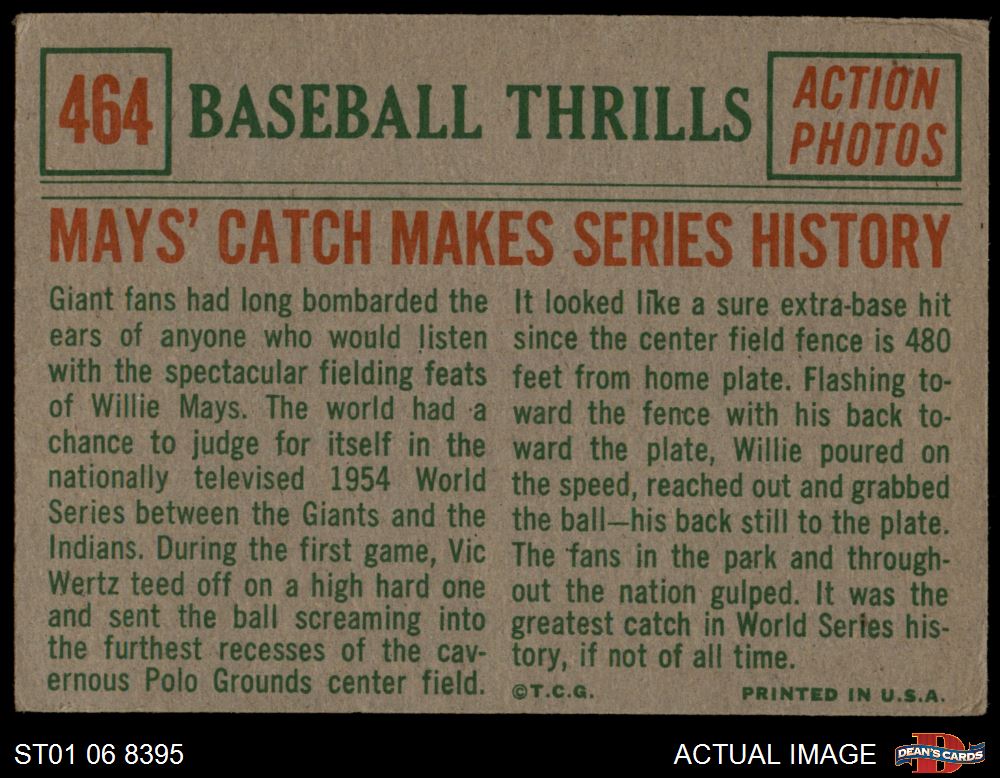 464
BASEBALL THRILLS
ACTION
PHOTOS
MAYS' CATCH MAKES SERIES HISTORY
Giant fans had long bombarded the
ears of anyone who would listen
with the spectacular fielding feats
of Willie Mays. The world had a
chance to judge for itself in the
nationally televised 1954 World
Series between the Giants and the
Indians. During the first game, Vic
Wertz teed off on a high hard one
and sent the ball screaming into
the furthest recesses of the cav-
ernous Polo Grounds center field.
It looked like a sure extra-base hit
since the center field fence is 480
feet from home plate. Flashing to-
ward the fence with his back to-
ward the plate, Willie poured on
the speed, reached out and grabbed
the ball—his back still to the plate.
The fans in the park and through-
out the nation gulped. It was the
greatest catch in World Series his-
tory, if not of all time.
©T.C.G.
PRINTED IN U.S.A.
ST01 06 8395
ACTUAL IMAGE
DEAN'S CARDS